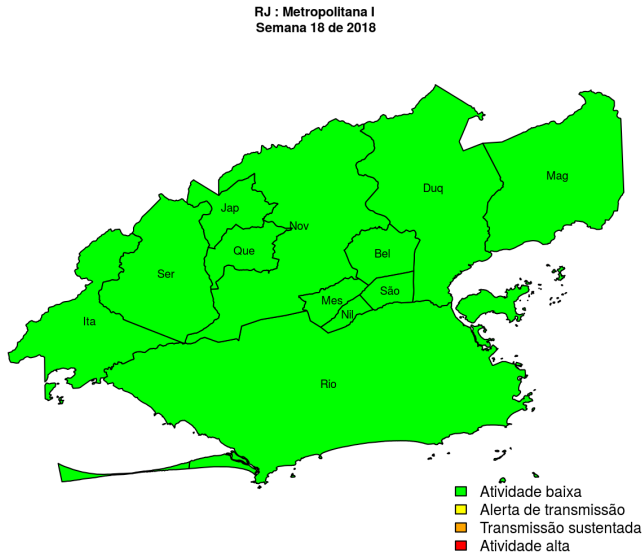 RJ : Metropolitana I
Semana 18 de 2018
Mag
Duq
Jap
Nov
Que
Bel
Ser
São
Mes
Nil
Ita
Rio
Atividade baixa
Alerta de transmissão
Transmissão sustentada
Atividade alta